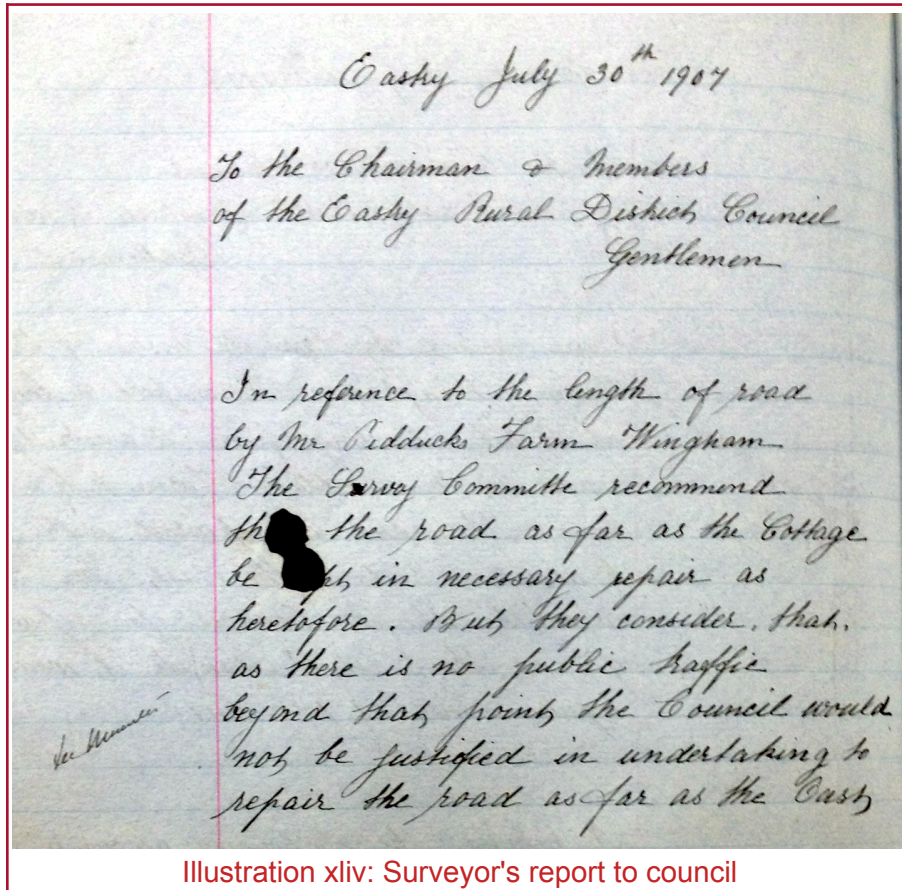 Eastry July 30th 1907
To the Chairman & Members
of the Eastry Rural District Council
Gentlemen
In reference to the length of road
by Mr Pidducks Farm Wingham
The Survey Committe recommend
the road as far as the Cottage
be in necessary repair as
heretofore. But they consider, that,
as there is no public traffic
beyond that point the Council would
not be justified in undertaking to
repair the road as far as the Oast
Illustration xliv: Surveyor's report to council